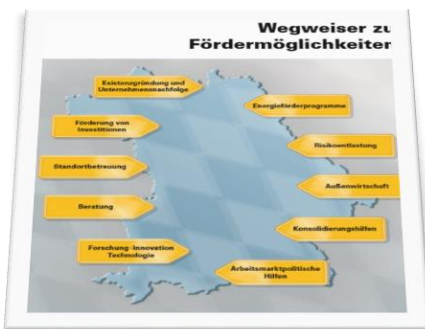 Wegweiser zu
Fördermöglichkeiten
Existenzgründung und
Unternehmensnachfolge
Energieförderprogramme
Förderung von
Investitionen
Risikoentlastung
Standortbetreuung
Außenwirtschaft
Beratung
Konsolidierungshilfen
Forschung · Innovation
Technologie
Arbeitsmarktpolitische
Hilfen